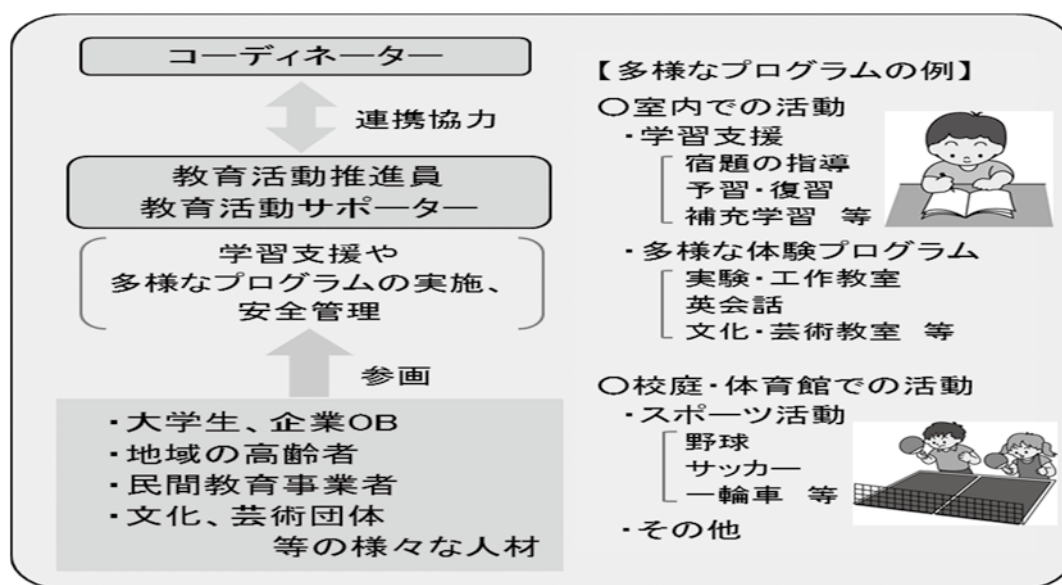 コーディネーター
連携協力
教育活動推進員
教育活動サポーター
学習支援や
多様なプログラムの実施、
安全管理
参画
・大学生、企業OB
・地域の高齢者
・民間教育事業者
・文化、芸術団体
等の様々な人材
【多様なプログラムの例】
○室内での活動
・学習支援
宿題の指導
予習・復習
補充学習 等
・多様な体験プログラム
実験・工作教室
英会話
文化・芸術教室 等
○校庭・体育館での活動
・スポーツ活動
野球
サッカー
一輪車 等
・その他